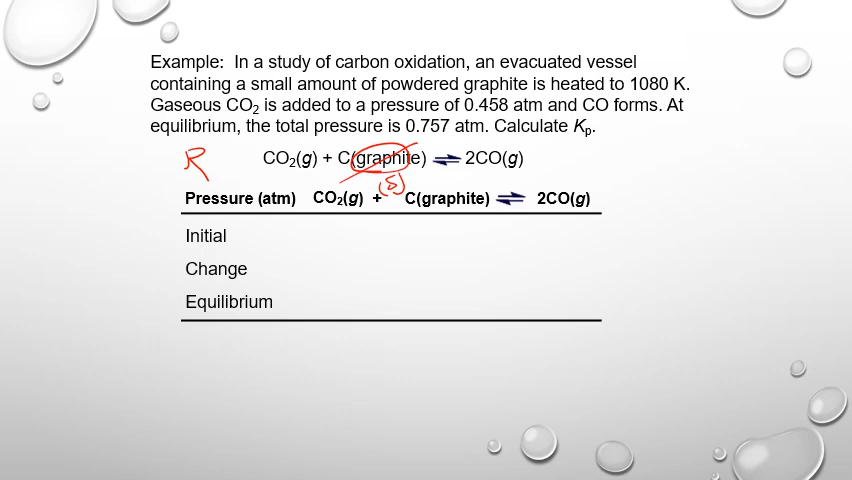 Example: In a study of carbon oxidation, an evacuated vessel
containing a small amount of powdered graphite is heated to 1080 K.
Gaseous CO₂ is added to a pressure of 0.458 atm and CO forms. At
equilibrium, the total pressure is 0.757 atm. Calculate Kₚ.
R
CO₂(g) + C(graphite) ⇌ 2CO(g)
(s)
Pressure (atm) CO₂(g) + C(graphite) ⇌ 2CO(g)
Initial
Change
Equilibrium